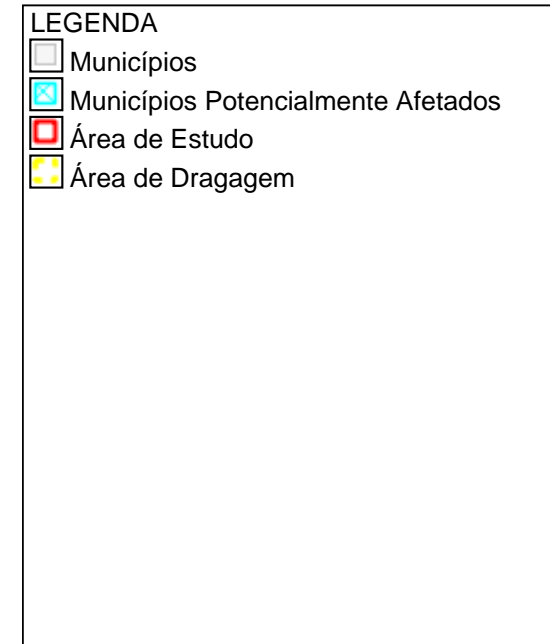 LEGENDA
Municípios
Municípios Potencialmente Afetados
Área de Estudo
Área de Dragagem